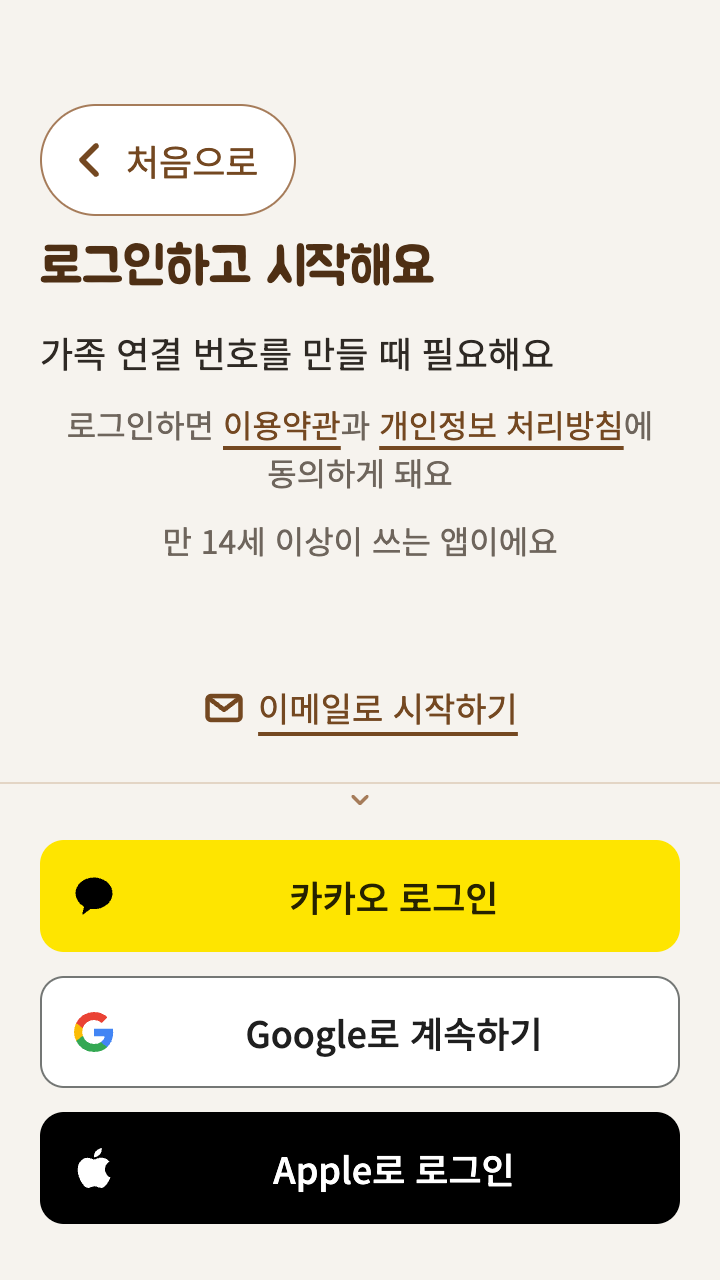 처음으로
로그인하고 시작해요
가족 연결 번호를 만들 때 필요해요
로그인하면 이용약관과 개인정보 처리방침에
동의하게 돼요
만 14세 이상이 쓰는 앱이에요
이메일로 시작하기
카카오 로그인
Google로 계속하기
Apple로 로그인